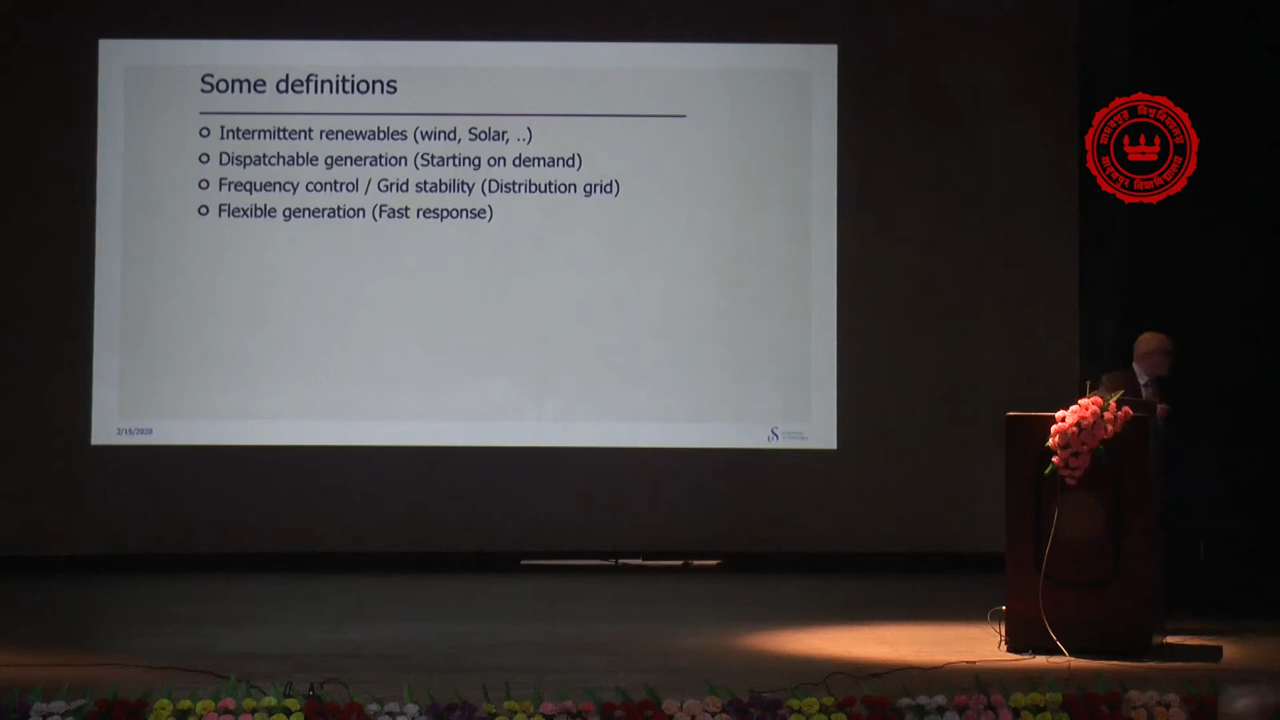 Some definitions
Intermittent renewables (wind, Solar, ..)
Dispatchable generation (Starting on demand)
Frequency control / Grid stability (Distribution grid)
Flexible generation (Fast response)
2/15/2020